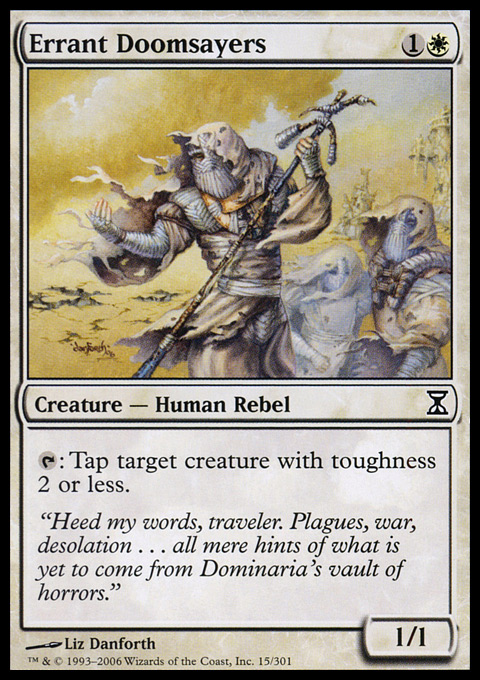 Errant Doomsayers 1
danforth
Creature — Human Rebel
: Tap target creature with toughness
2 or less.
“Heed my words, traveler. Plagues, war,
desolation . . . all mere hints of what is
yet to come from Dominaria’s vault of
horrors.”
Liz Danforth
1/1
™ & © 1993–2006 Wizards of the Coast, Inc. 15/301